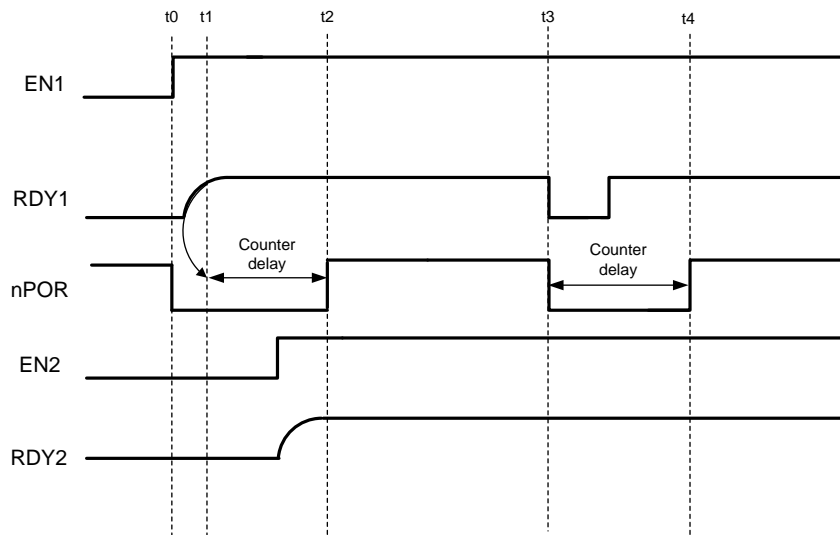 t0
t1
t2
t3
t4
EN1
RDY1
Counter
delay
Counter
delay
nPOR
EN2
RDY2